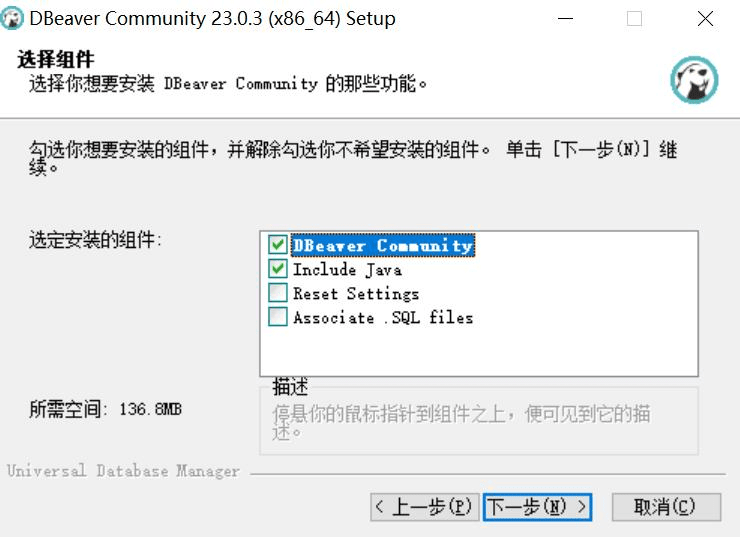 DBeaver Community 23.0.3 (x86_64) Setup
选择组件
选择你想要安装 DBeaver Community 的那些功能。
勾选你想要安装的组件，并解除勾选你不希望安装的组件。 单击 [下一步(N)] 继
续。
选定安装的组件:
DBeaver Community
Include Java
Reset Settings
Associate .SQL files
所需空间: 136.8MB
描述
停悬你的鼠标指针到组件之上，便可见到它的描
述。
Universal Database Manager
< 上一步(P)
下一步(N) >
取消(C)